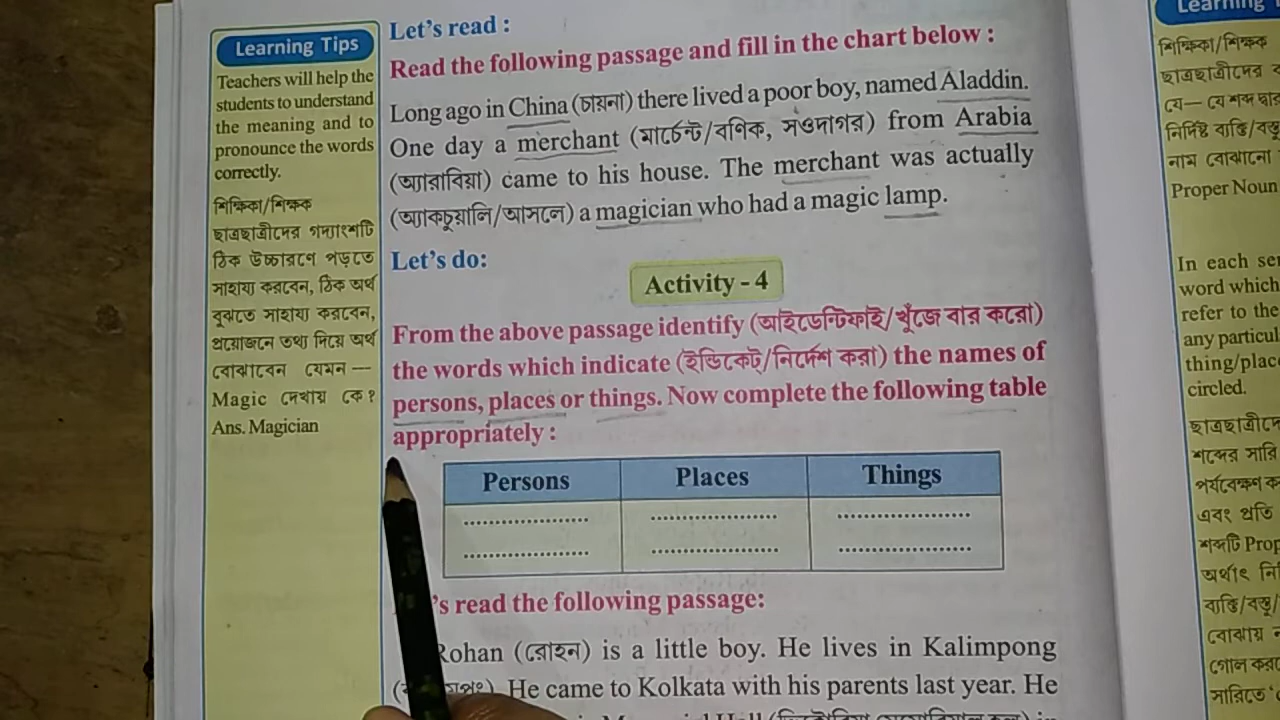 Learning Tips
Teachers will help the
students to understand
the meaning and to
pronounce the words
correctly.
শিক্ষিকা/শিক্ষক
ছাত্রছাত্রীদের গদ্যাংশটি
ঠিক উচ্চারণে পড়তে
সাহায্য করবেন, ঠিক অর্থ
বুঝতে সাহায্য করবেন,
প্রয়োজনে তথ্য দিয়ে অর্থ
বোঝাবেন যেমন—
Magic দেখায় কে?
Ans. Magician
Let's read :
Read the following passage and fill in the chart below :
Long ago in China (চায়না) there lived a poor boy, named Aladdin.
One day a merchant (মার্চেন্ট/বণিক, সওদাগর) from Arabia
(অ্যারাবিয়া) came to his house. The merchant was actually
(অ্যাকচুয়ালি/আসলে) a magician who had a magic lamp.
Let's do:
Activity - 4
From the above passage identify (আইডেন্টিফাই/খুঁজে বার করো)
the words which indicate (ইন্ডিকেট/নির্দেশ করা) the names of
persons, places or things. Now complete the following table
appropriately :
Persons Places Things
's read the following passage:
Rohan (রোহন) is a little boy. He lives in Kalimpong
He came to Kolkata with his parents last year. He
Learning
শিক্ষিকা/শিক্ষক
ছাত্রছাত্রীদের
যে— যে শব্দ দ্বার
নির্দিষ্ট ব্যক্তি/বস্তু
নাম বোঝানো
Proper Noun
In each se
word which
refer to the
any particul
thing/place
circled.
ছাত্রছাত্রীদে
শব্দের সারি
পর্যবেক্ষণ ক
এবং প্রতি
শব্দটি Prop
অর্থাৎ নি
ব্যক্তি/বস্তু/
বোঝায়
গোল কর
সারিতে